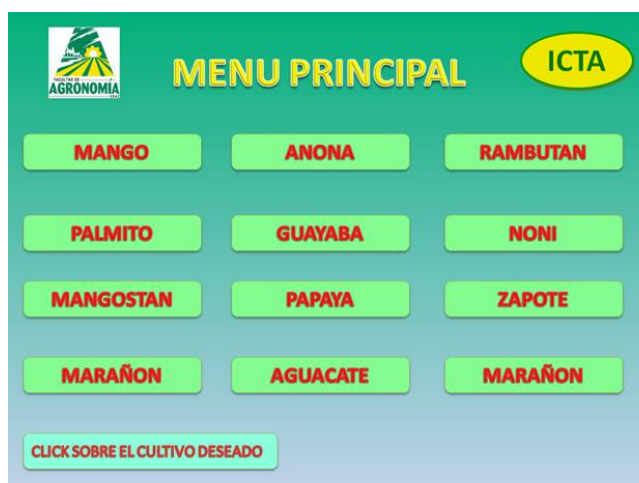 FACULTAD DE
AGRONOMIA
MENU PRINCIPAL
ICTA
MANGO
ANONA
RAMBUTAN
PALMITO
GUAYABA
NONI
MANGOSTAN
PAPAYA
ZAPOTE
MARAÑON
AGUACATE
MARAÑON
CLICK SOBRE EL CULTIVO DESEADO